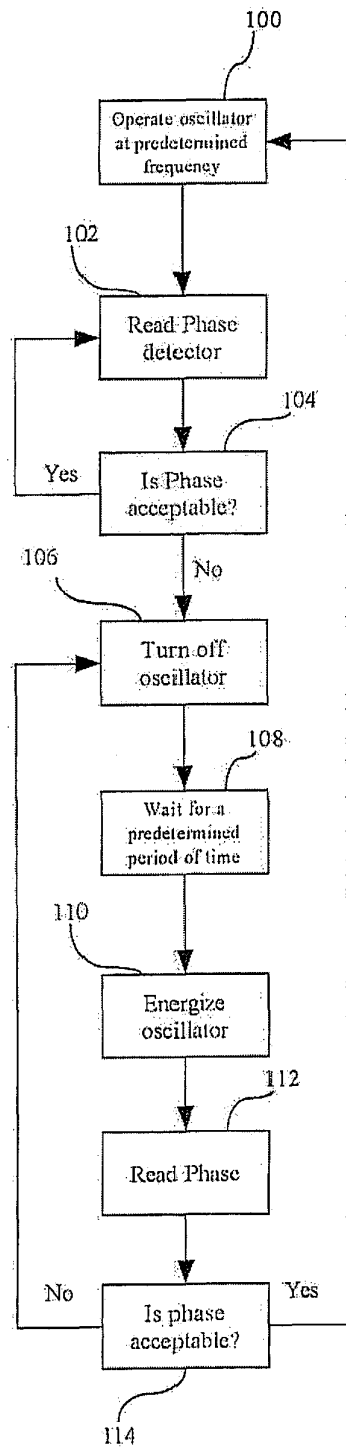 100
Operate oscillator
at predetermined
frequency
102
Read Phase
detector
104
Yes
Is Phase
acceptable?
No
106
Turn off
oscillator
108
Wait for a
predetermined
period of time
110
Energize
oscillator
112
Read Phase
No
Is phase
acceptable?
Yes
114